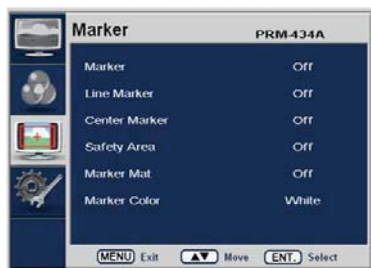 Marker PRM-434A
Marker Off
Line Marker Off
Center Marker Off
Safety Area Off
Marker Mat Off
Marker Color White
MENU Exit ▲▼ Move ENT. Select